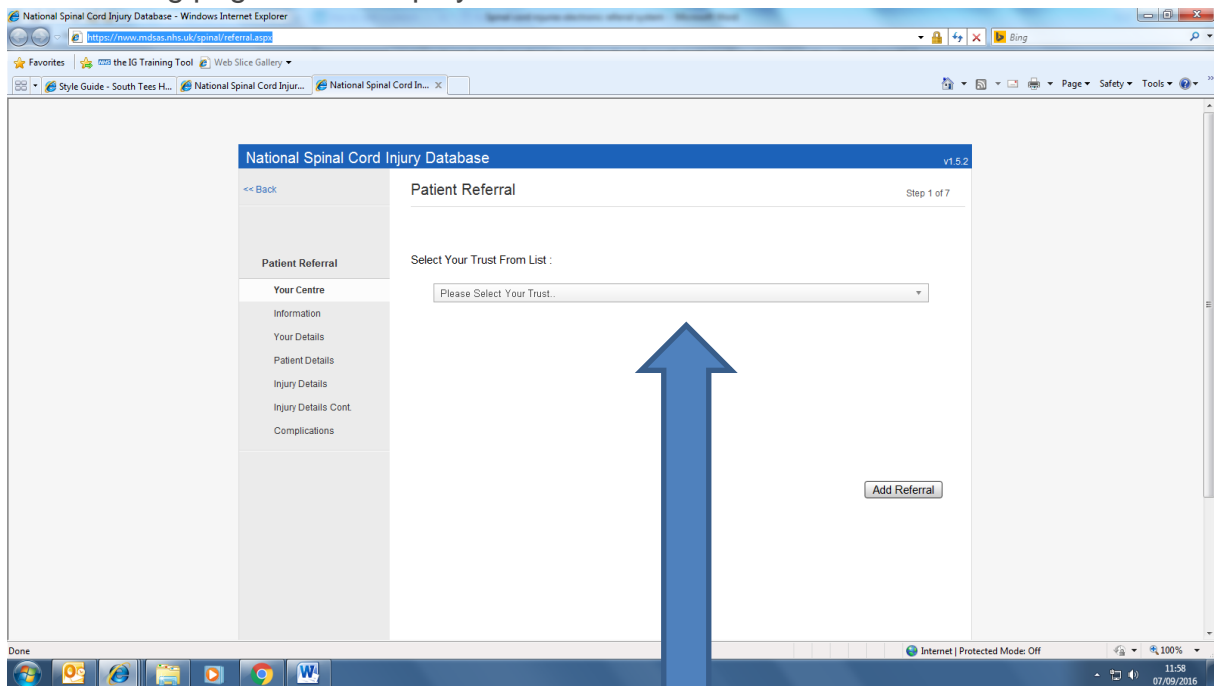 National Spinal Cord Injury Database - Windows Internet Explorer
https://nww.mdsas.nhs.uk/spinal/referral.aspx
Bing
Favorites the IG Training Tool Web Slice Gallery
Style Guide - South Tees H... National Spinal Cord Injur... National Spinal Cord In... Page Safety Tools
National Spinal Cord Injury Database v1.5.2
<< Back
Patient Referral
Step 1 of 7
Patient Referral
Your Centre
Information
Your Details
Patient Details
Injury Details
Injury Details Cont.
Complications
Select Your Trust From List :
Please Select Your Trust..
Add Referral
Done
Internet | Protected Mode: Off
100%
11:58
07/09/2016